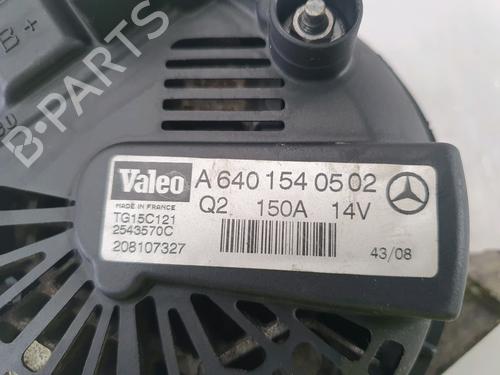 B+
B-PARTS
Valeo
A 640 154 05 02
MADE IN FRANCE
Q2 150A 14V
TG15C121
2543570C
208107327
43/08